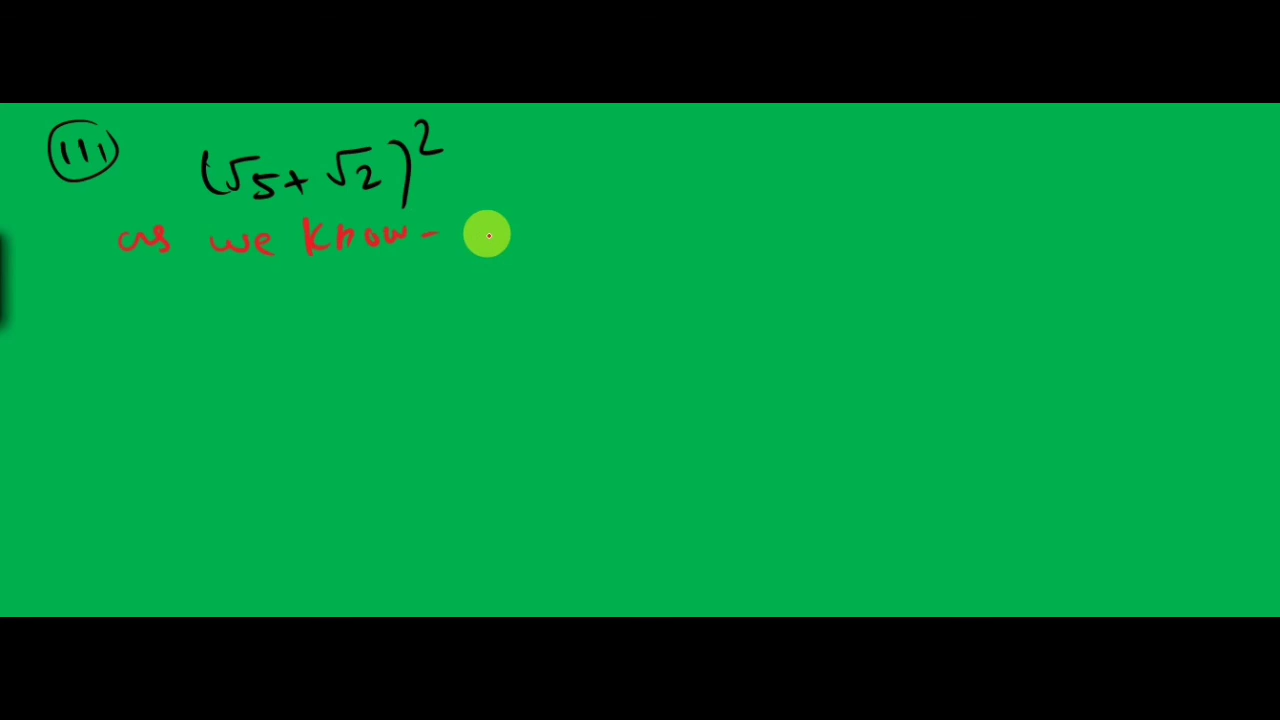 (iii) (√5+ √2)²
as we know-